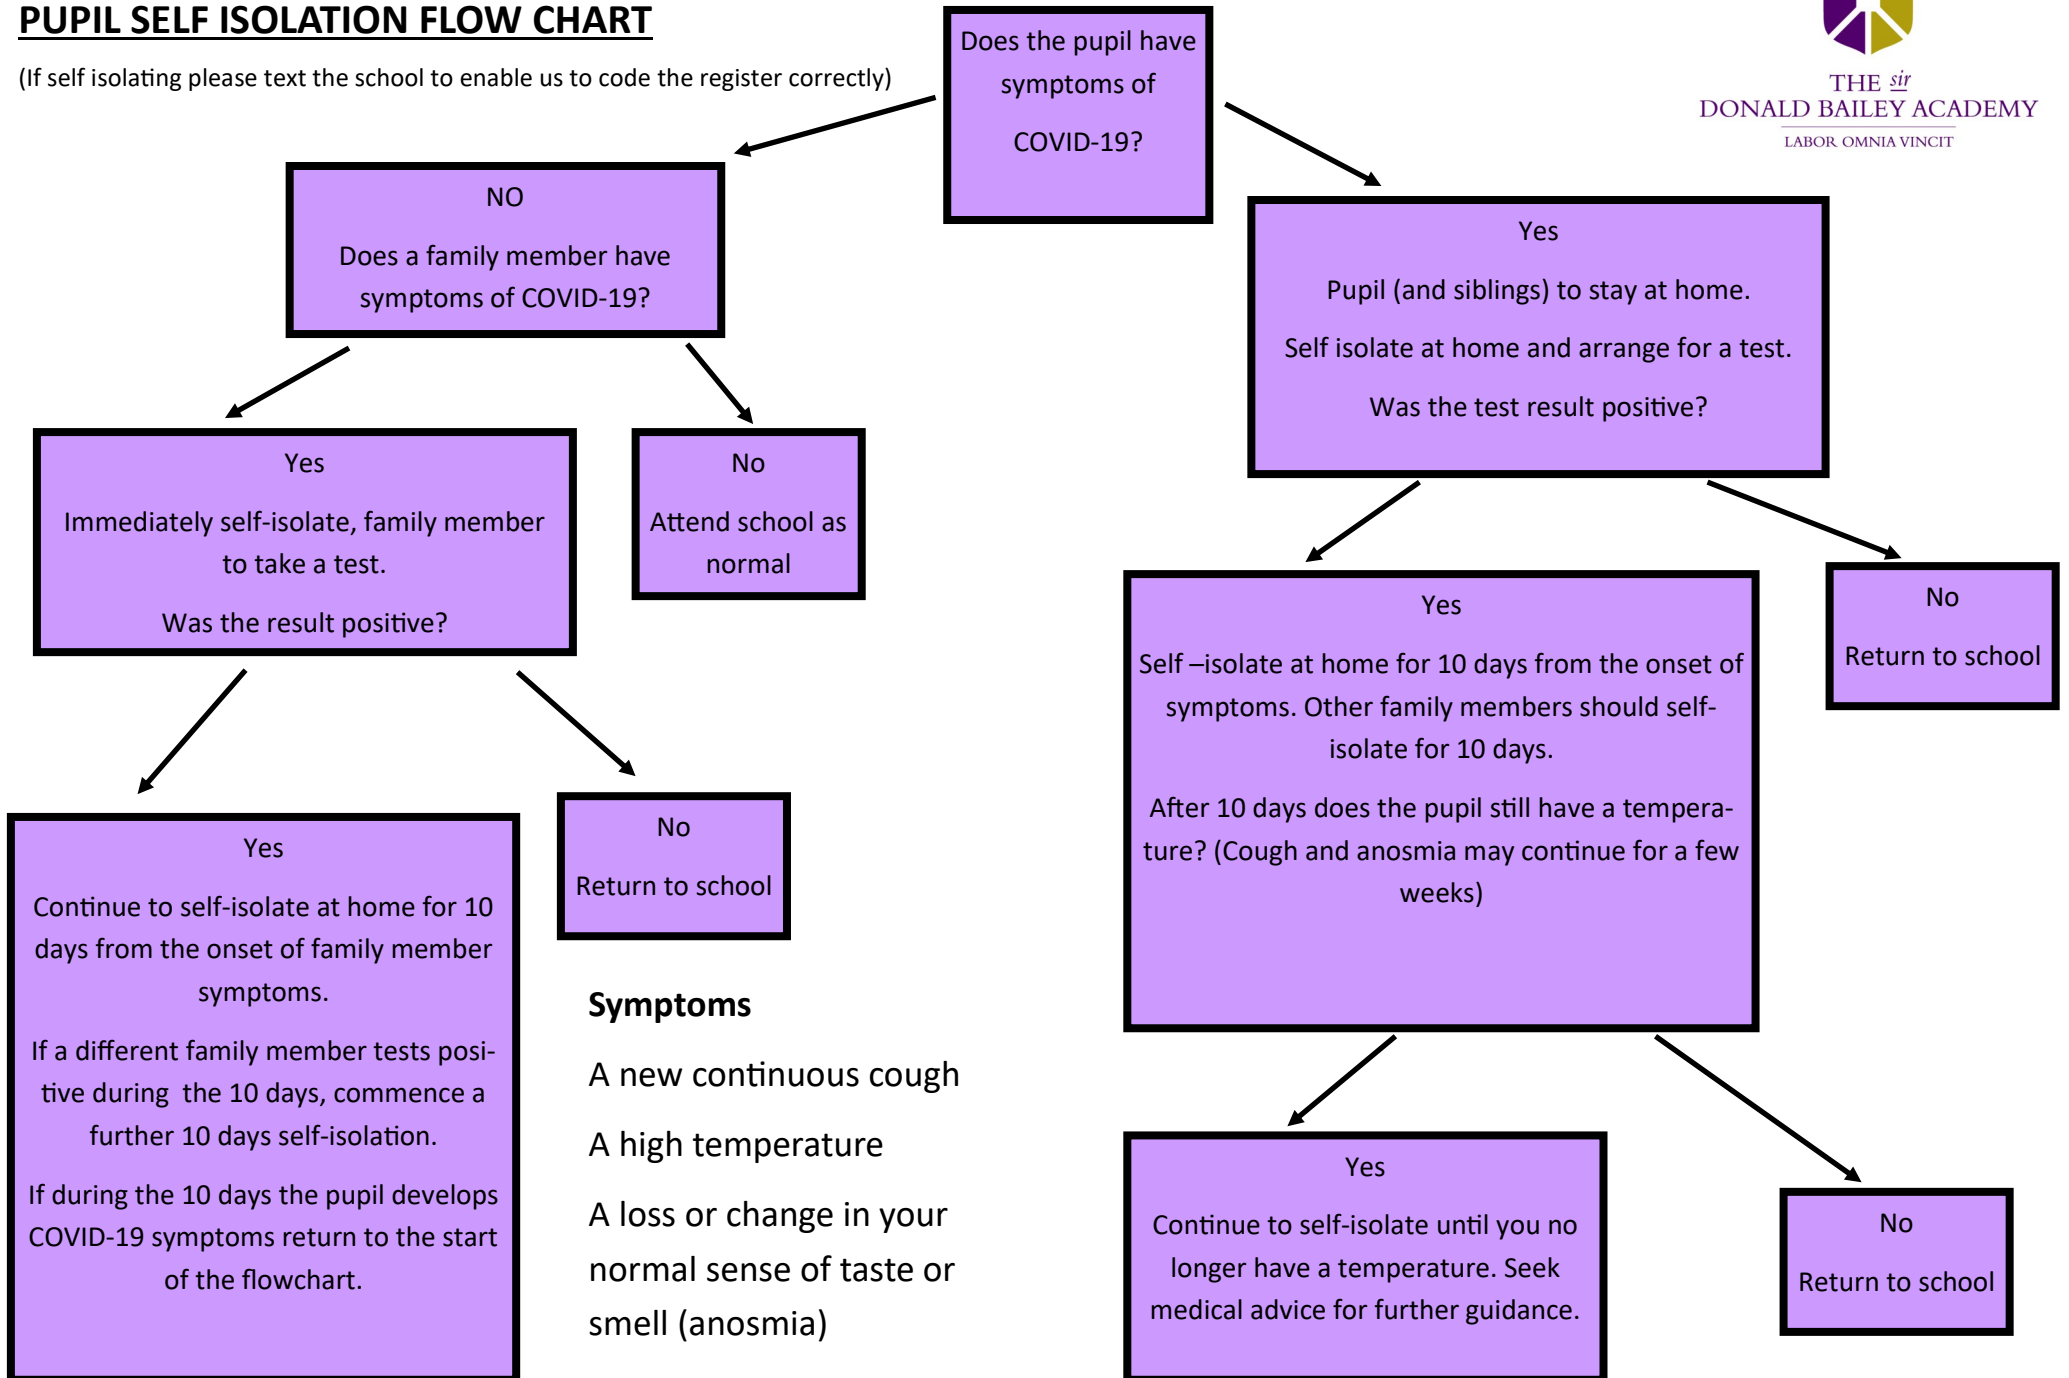 PUPIL SELF ISOLATION FLOW CHART
(If self isolating please text the school to enable us to code the register correctly)
THE sir
DONALD BAILEY ACADEMY
LABOR OMNIA VINCIT
Does the pupil have
symptoms of
COVID-19?
NO
Does a family member have
symptoms of COVID-19?
Yes
Pupil (and siblings) to stay at home.
Self isolate at home and arrange for a test.
Was the test result positive?
Yes
Immediately self-isolate, family member
to take a test.
Was the result positive?
No
Attend school as
normal
Yes
Self –isolate at home for 10 days from the onset of
symptoms. Other family members should self-
isolate for 10 days.
After 10 days does the pupil still have a tempera-
ture? (Cough and anosmia may continue for a few
weeks)
No
Return to school
Yes
Continue to self-isolate at home for 10
days from the onset of family member
symptoms.
If a different family member tests posi-
tive during  the 10 days, commence a
further 10 days self-isolation.
If during the 10 days the pupil develops
COVID-19 symptoms return to the start
of the flowchart.
No
Return to school
Symptoms
A new continuous cough
A high temperature
A loss or change in your
normal sense of taste or
smell (anosmia)
Yes
Continue to self-isolate until you no
longer have a temperature. Seek
medical advice for further guidance.
No
Return to school